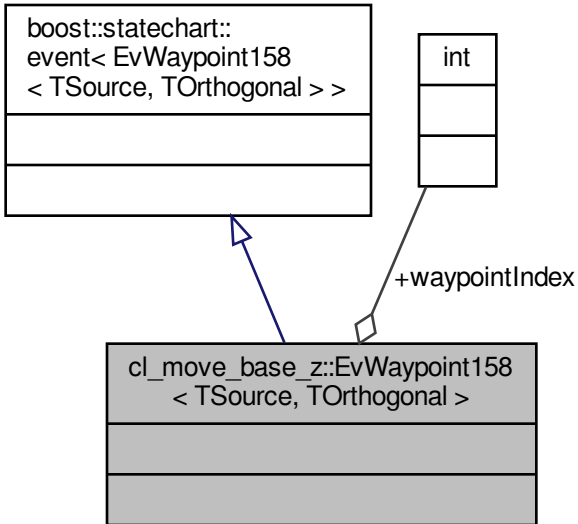 boost::statechart::
event< EvWaypoint158
< TSource, TOrthogonal > >
int
+waypointIndex
cl_move_base_z::EvWaypoint158
< TSource, TOrthogonal >